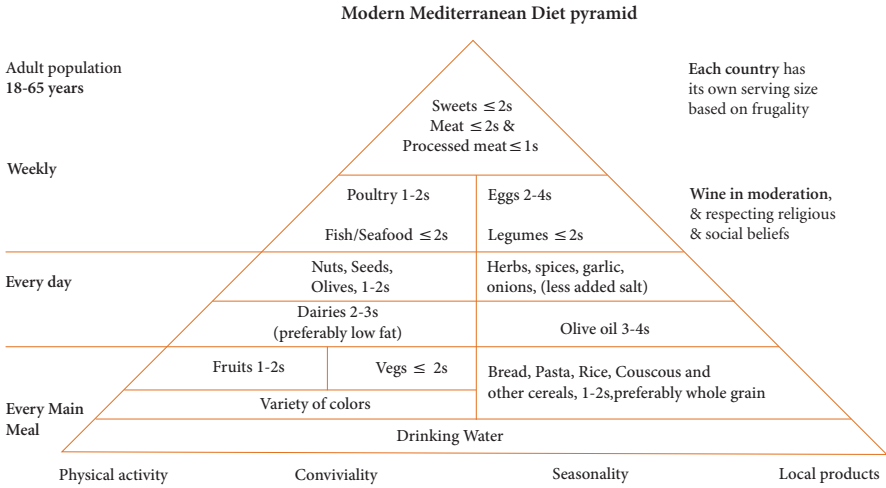 Modern Mediterranean Diet pyramid
Adult population
18-65 years
Each country has
its own serving size
based on frugality
Sweets ≤2s
Meat ≤2s &
Processed meat≤1s
Weekly
Poultry 1-2s
Eggs 2-4s
Fish/Seafood ≤2s
Legumes ≤2s
Wine in moderation,
& respecting religious
& social beliefs
Every day
Nuts, Seeds,
Olives, 1-2s
Herbs, spices, garlic,
onions, (less added salt)
Dairies 2-3s
(preferably low fat)
Olive oil 3-4s
Every Main
Meal
Fruits 1-2s
Vegs ≤ 2s
Variety of colors
Bread, Pasta, Rice, Couscous and
other cereals, 1-2s,preferably whole grain
Drinking Water
Physical activity
Conviviality
Seasonality
Local products